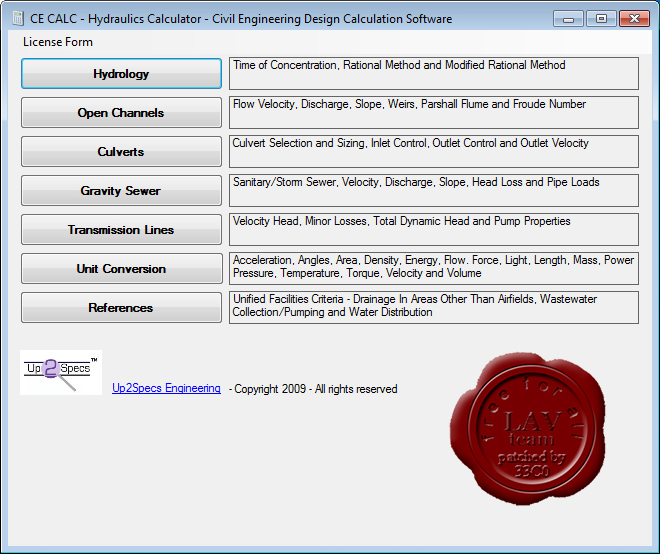 CE CALC - Hydraulics Calculator - Civil Engineering Design Calculation Software
License Form
Hydrology
Time of Concentration, Rational Method and Modified Rational Method
Open Channels
Flow Velocity, Discharge, Slope, Weirs, Parshall Flume and Froude Number
Culverts
Culvert Selection and Sizing, Inlet Control, Outlet Control and Outlet Velocity
Gravity Sewer
Sanitary/Storm Sewer, Velocity, Discharge, Slope, Head Loss and Pipe Loads
Transmission Lines
Velocity Head, Minor Losses, Total Dynamic Head and Pump Properties
Unit Conversion
Acceleration, Angles, Area, Density, Energy, Flow. Force, Light, Length, Mass, Power
Pressure, Temperature, Torque, Velocity and Volume
References
Unified Facilities Criteria - Drainage In Areas Other Than Airfields, Wastewater
Collection/Pumping and Water Distribution
Up2Specs™
Up2Specs Engineering - Copyright 2009 - All rights reserved
free for all
LAV
team
patched by
33C0